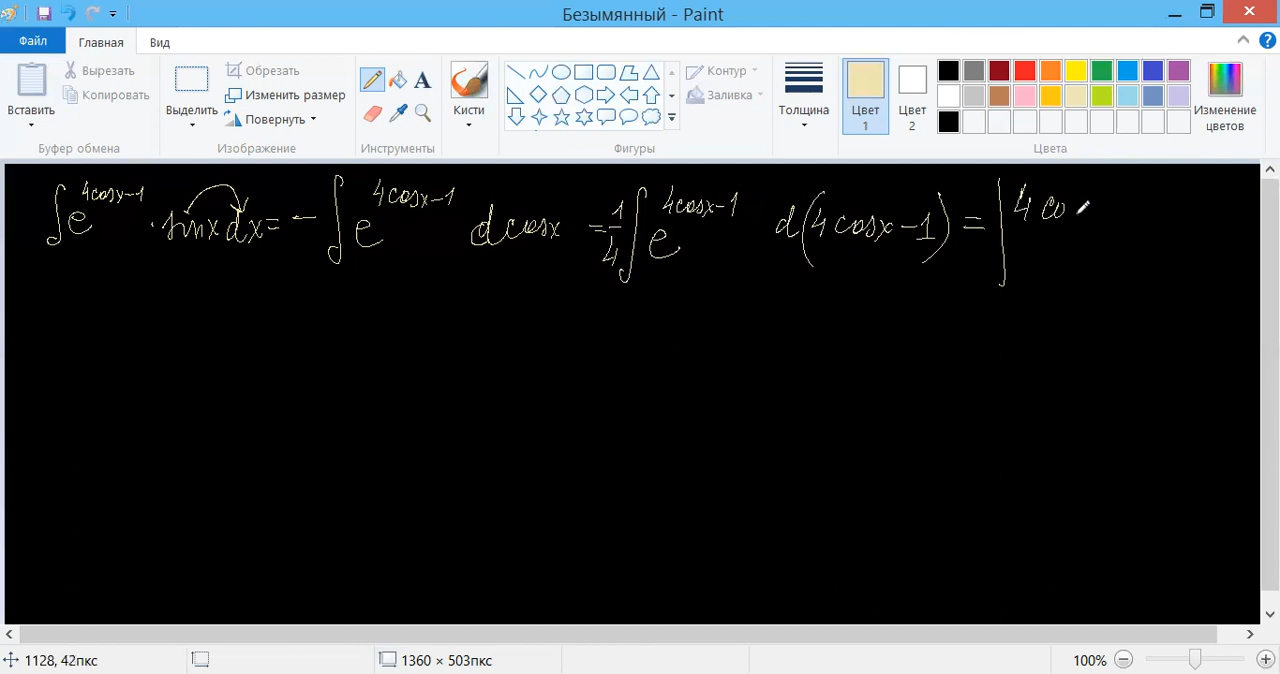 Безымянный - Paint
Файл Главная Вид
Вставить
Вырезать
Копировать
Буфер обмена
Выделить
Обрезать
Изменить размер
Повернуть
Изображение
Инструменты
Кисти
Контур
Заливка
Фигуры
Толщина
Цвет 1
Цвет 2
Изменение цветов
Цвета
∫e^(4cosx-1) · sinx dx = - ∫e^(4cosx-1) d cosx = -1/4 ∫e^(4cosx-1) d(4cosx-1) = | 4 co
1128, 42пкс 1360 × 503пкс 100%